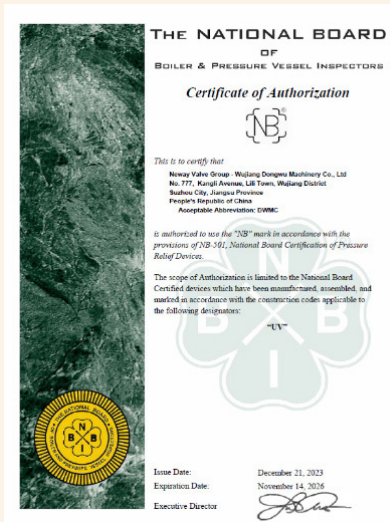 THE NATIONAL BOARD
OF
BOILER & PRESSURE VESSEL INSPECTORS
Certificate of Authorization
NB
This is to certify that
Neway Valve Group - Wujiang Dongwu Machinery Co., Ltd
No. 777, Kangli Avenue, Lili Town, Wujiang District
Suzhou City, Jiangsu Province
People's Republic of China
Acceptable Abbreviation: DWMC
is authorized to use the "NB" mark in accordance with the
provisions of NB-501, National Board Certification of Pressure
Relief Devices.
The scope of Authorization is limited to the National Board
Certified devices which have been manufactured, assembled, and
marked in accordance with the construction codes applicable to
the following designators:
"UV"
N
B B
I
THE NATIONAL BOARD
N
B B
I
Issue Date: December 21, 2023
Expiration Date: November 14, 2026
Executive Director